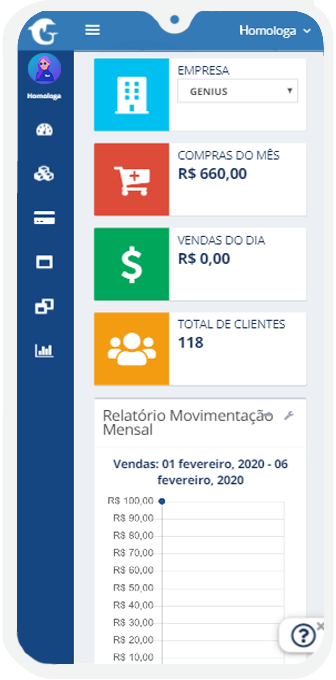 Homologa
Homologa
EMPRESA
GENIUS
COMPRAS DO MÊS
R$ 660,00
VENDAS DO DIA
R$ 0,00
TOTAL DE CLIENTES
118
Relatório Movimentação
Mensal
Vendas: 01 fevereiro, 2020 - 06
fevereiro, 2020
R$ 100,00
R$ 90,00
R$ 80,00
R$ 70,00
R$ 60,00
R$ 50,00
R$ 40,00
R$ 30,00
R$ 20,00
R$ 10,00